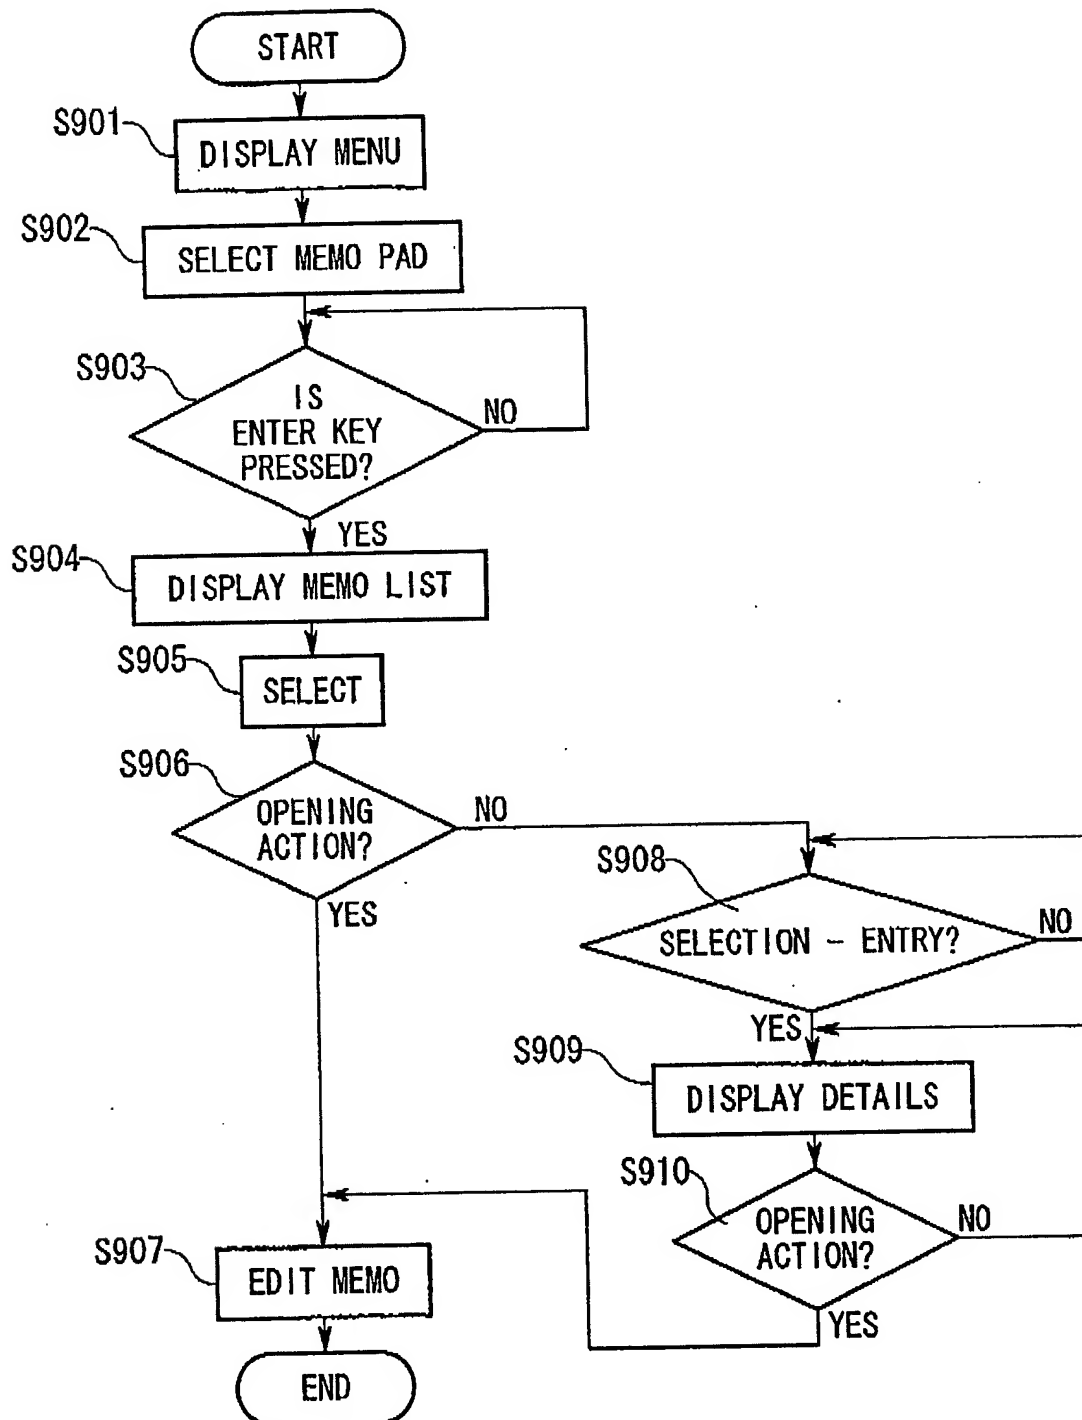 START
S901
DISPLAY MENU
S902
SELECT MEMO PAD
S903
IS
ENTER KEY
PRESSED?
NO
YES
S904
DISPLAY MEMO LIST
S905
SELECT
S906
OPENING
ACTION?
NO
YES
S908
SELECTION - ENTRY?
NO
YES
S909
DISPLAY DETAILS
S910
OPENING
ACTION?
NO
YES
S907
EDIT MEMO
END